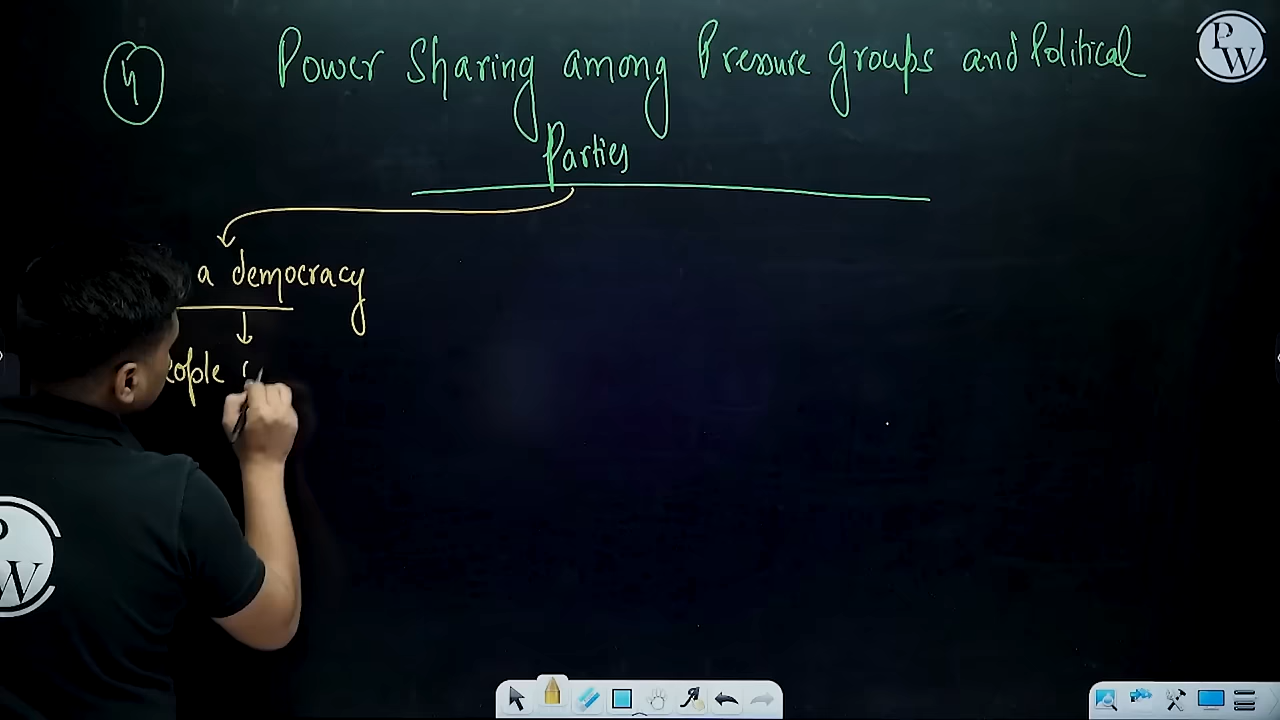 4 Power Sharing among Pressure groups and Political
Parties
PW
a democracy
eople
PW